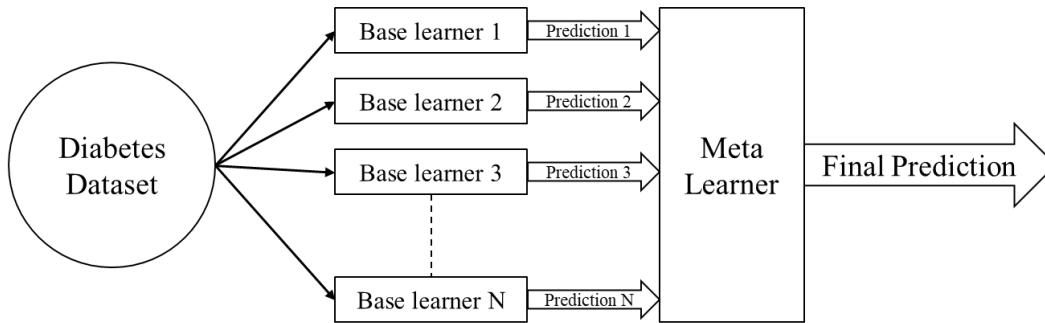 Diabetes
Dataset
Base learner 1
Prediction 1
Base learner 2
Prediction 2
Base learner 3
Prediction 3
Base learner N
Prediction N
Meta
Learner
Final Prediction